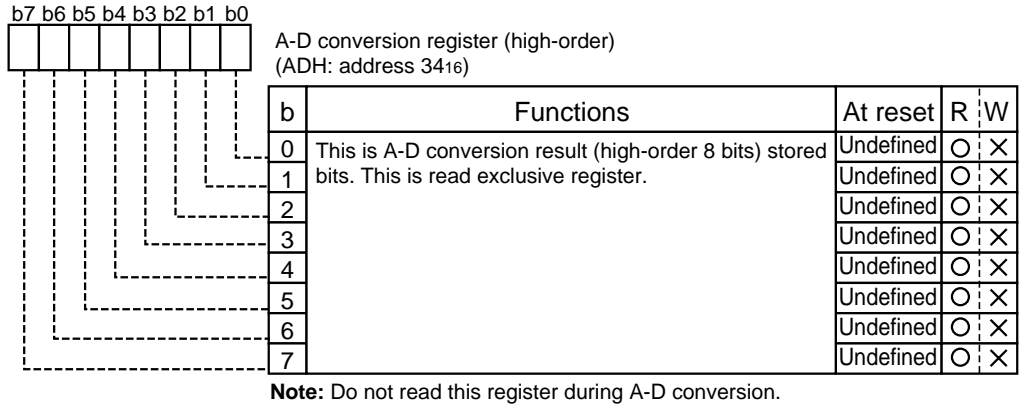 b7 b6 b5 b4 b3 b2 b1 b0
A-D conversion register (high-order)
(ADH: address 3416)
b Functions At reset R W
0 This is A-D conversion result (high-order 8 bits) stored Undefined O ×
1 bits. This is read exclusive register. Undefined O ×
2 Undefined O ×
3 Undefined O ×
4 Undefined O ×
5 Undefined O ×
6 Undefined O ×
7 Undefined O ×
Note: Do not read this register during A-D conversion.